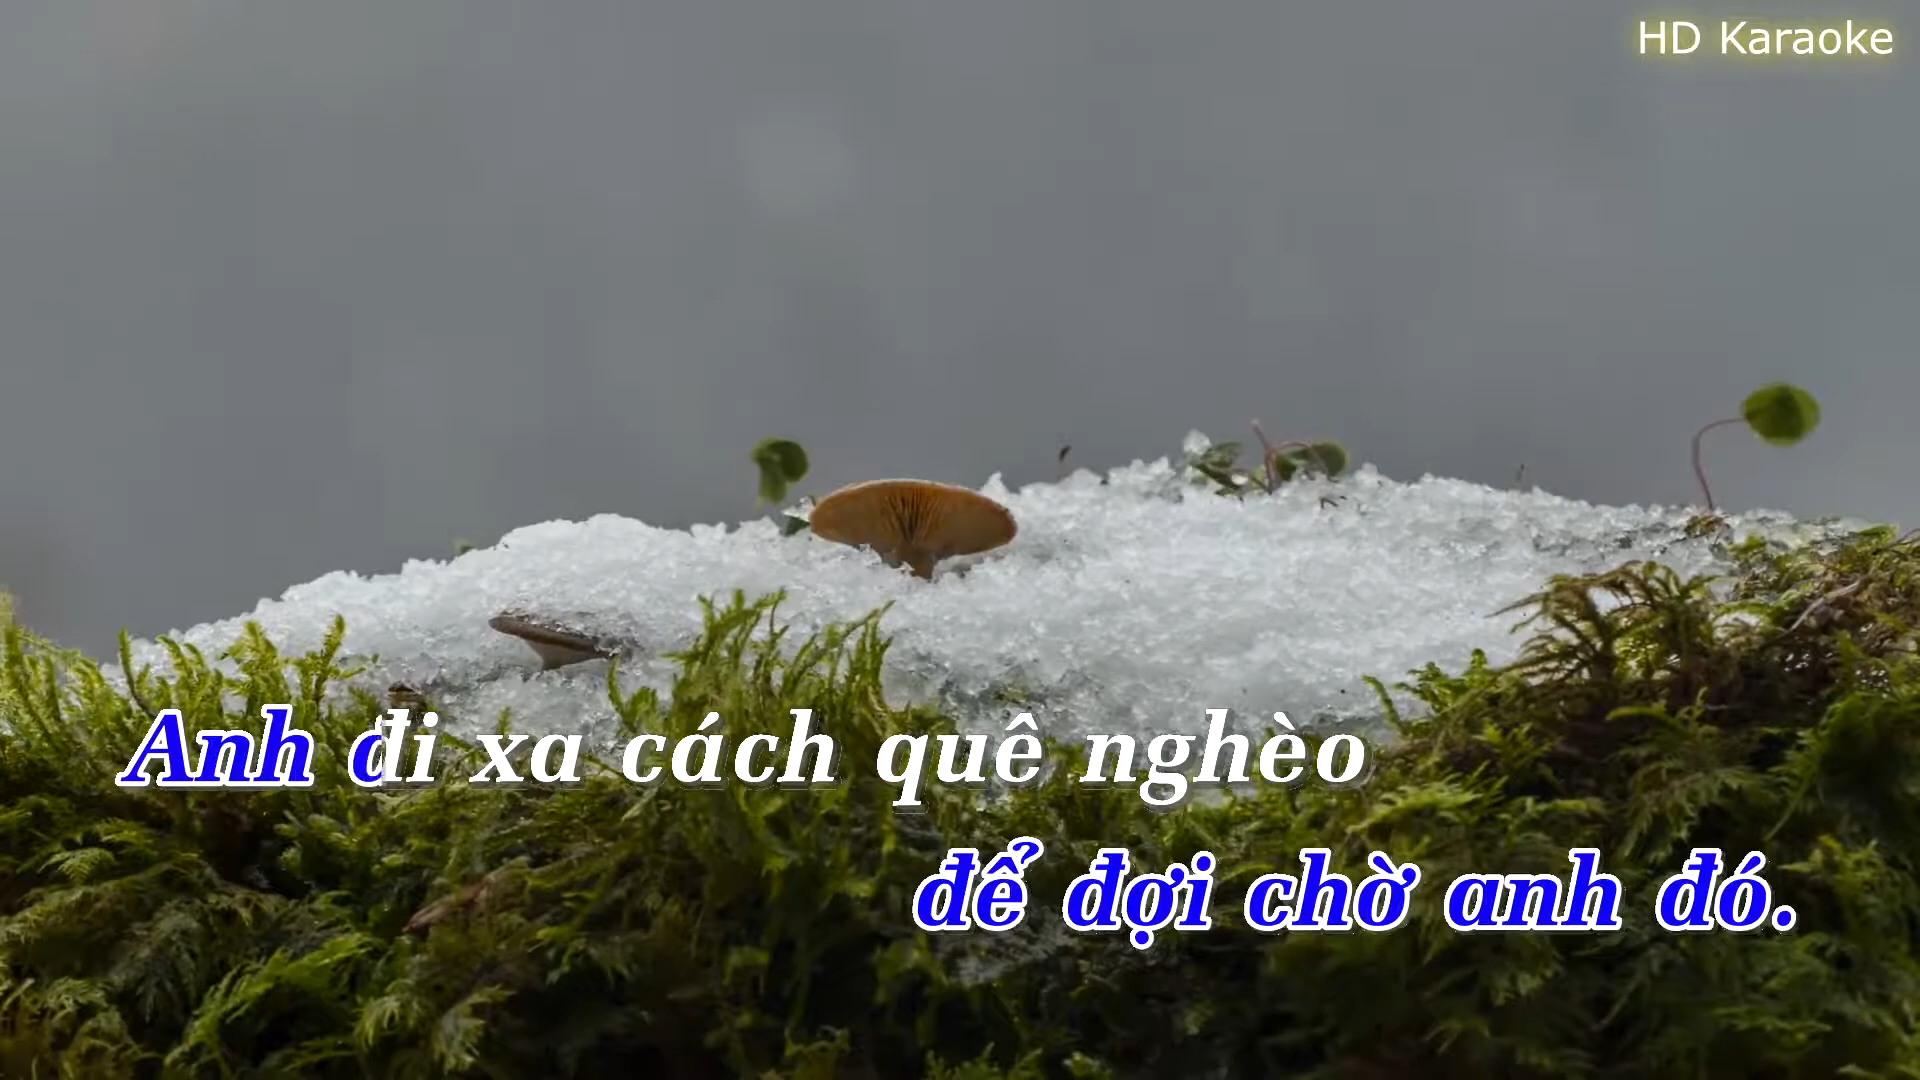 HD Karaoke
Anh đi xa cách quê nghèo
để đợi chờ anh đó.